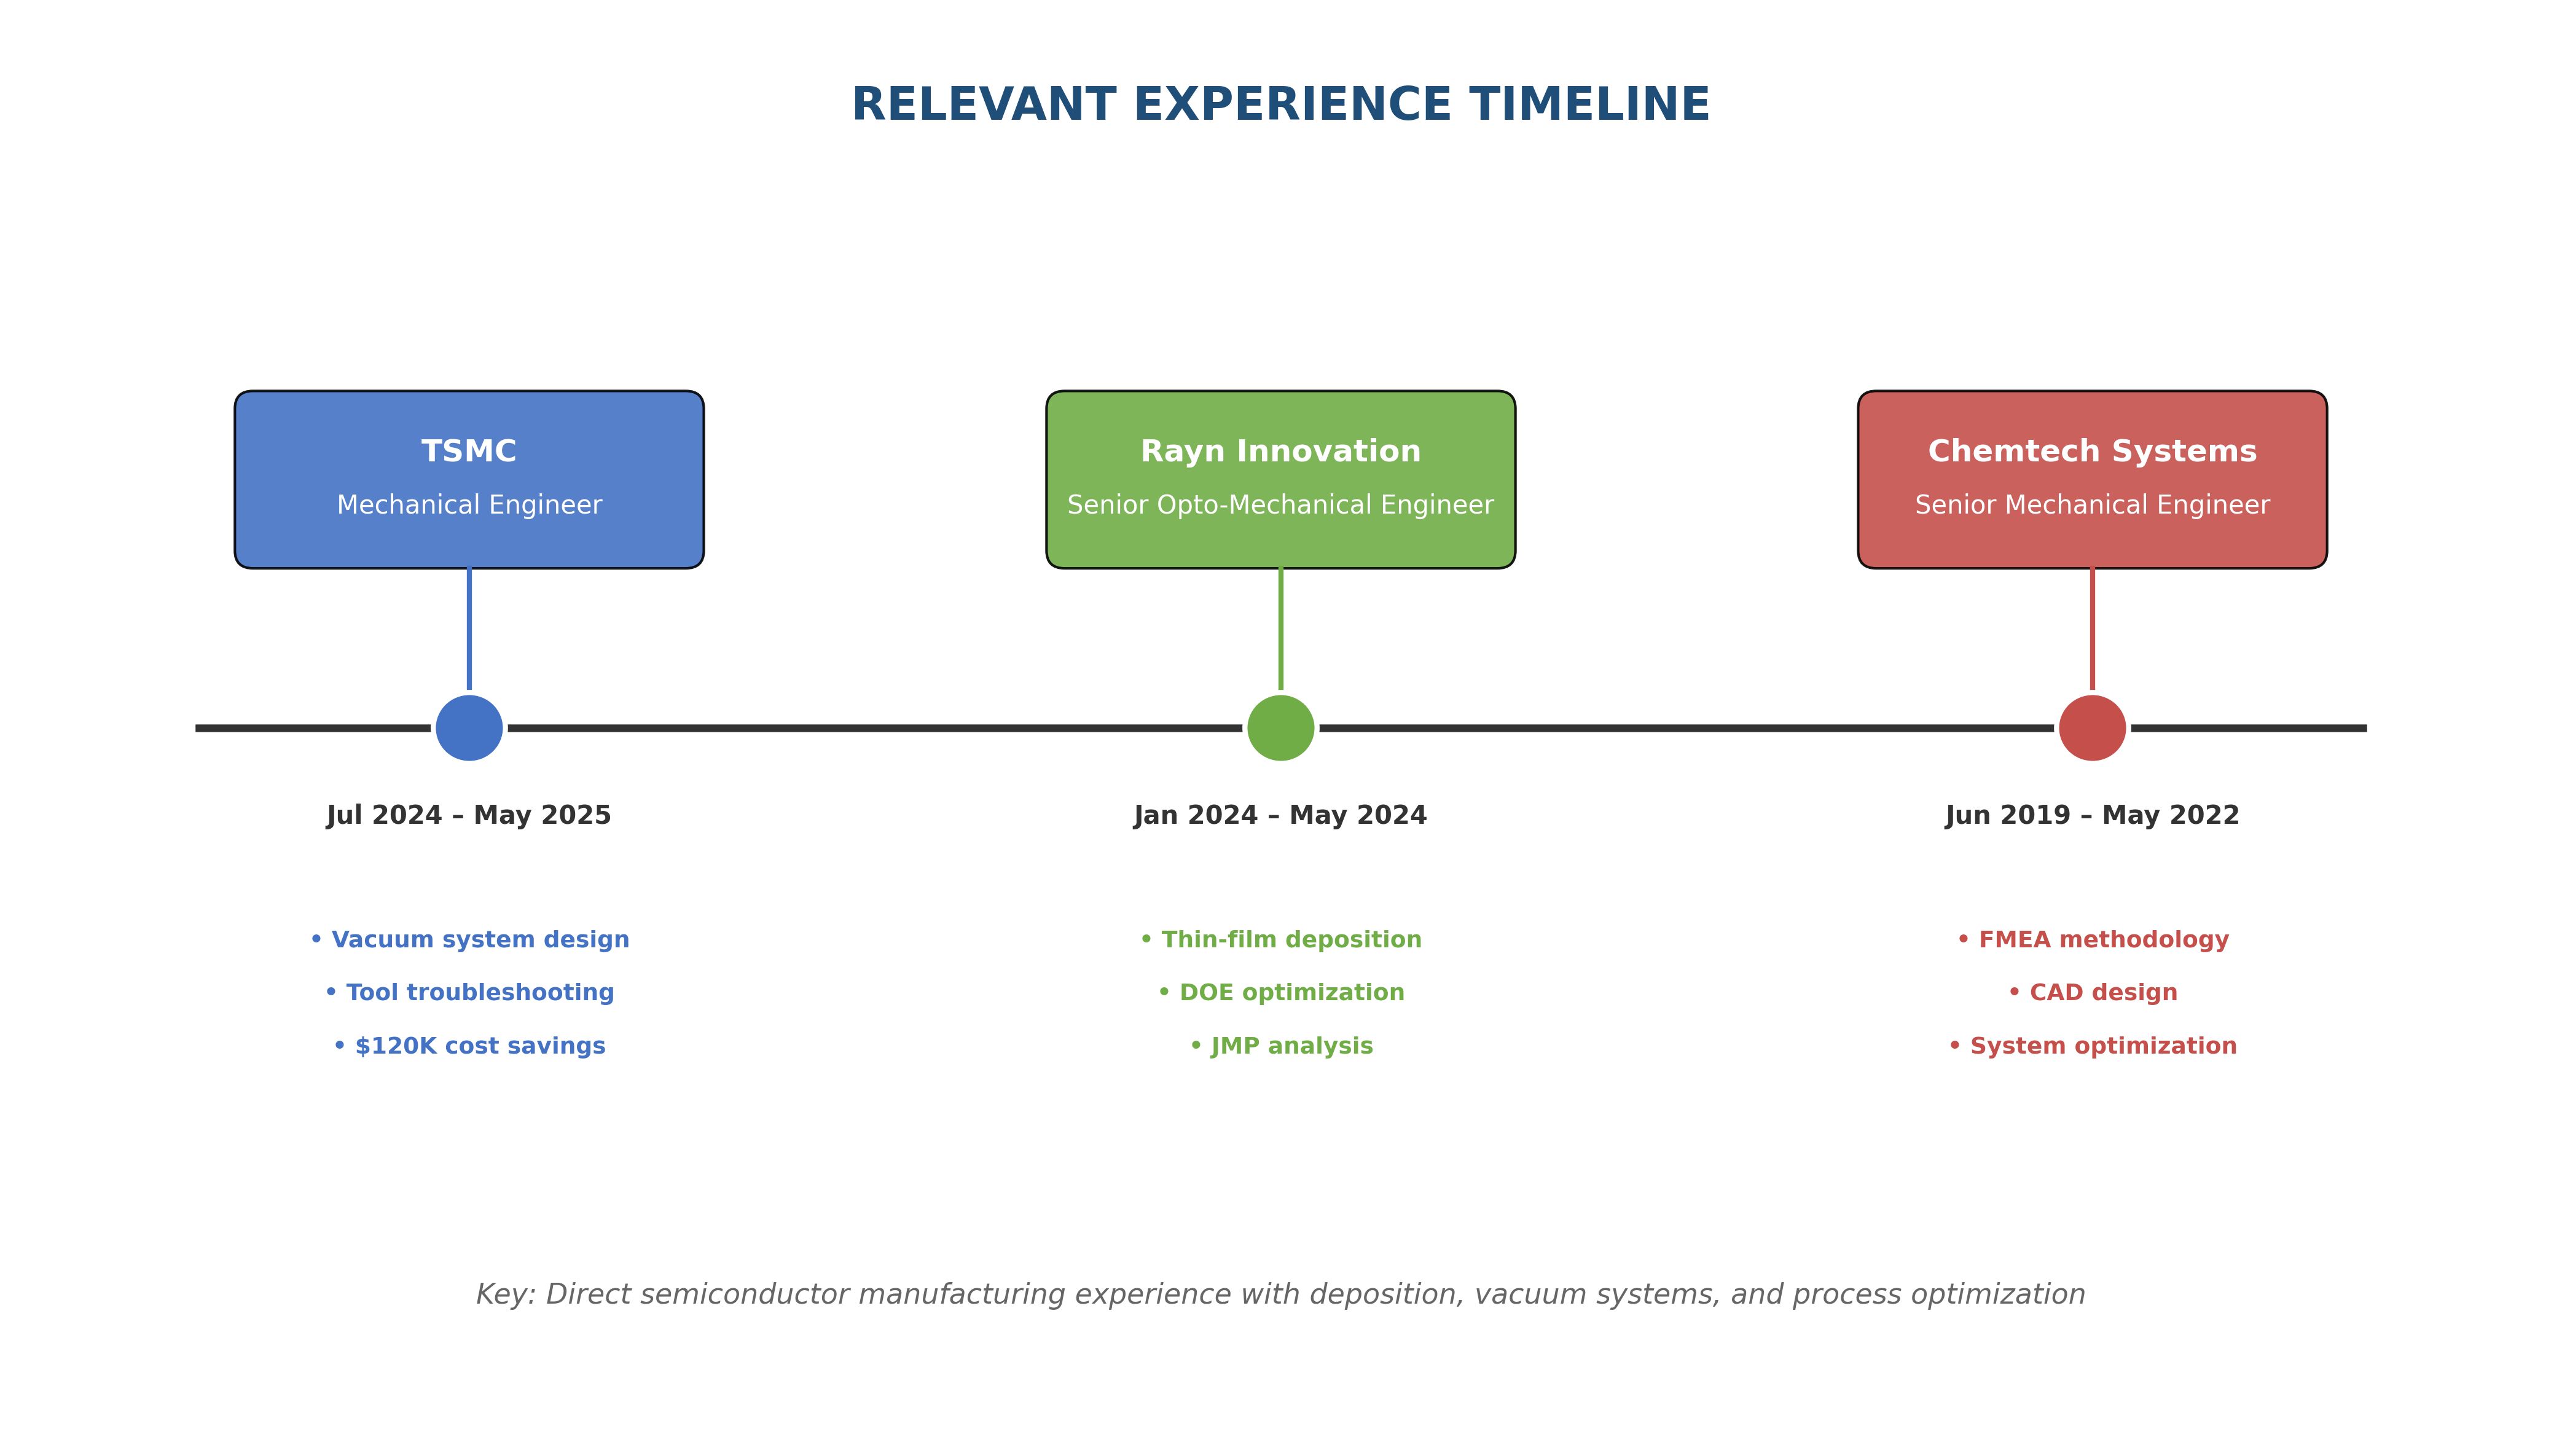 RELEVANT EXPERIENCE TIMELINE
TSMC
Mechanical Engineer
Rayn Innovation
Senior Opto-Mechanical Engineer
Chemtech Systems
Senior Mechanical Engineer
Jul 2024 – May 2025
Jan 2024 – May 2024
Jun 2019 – May 2022
• Vacuum system design
• Tool troubleshooting
• $120K cost savings
• Thin-film deposition
• DOE optimization
• JMP analysis
• FMEA methodology
• CAD design
• System optimization
Key: Direct semiconductor manufacturing experience with deposition, vacuum systems, and process optimization